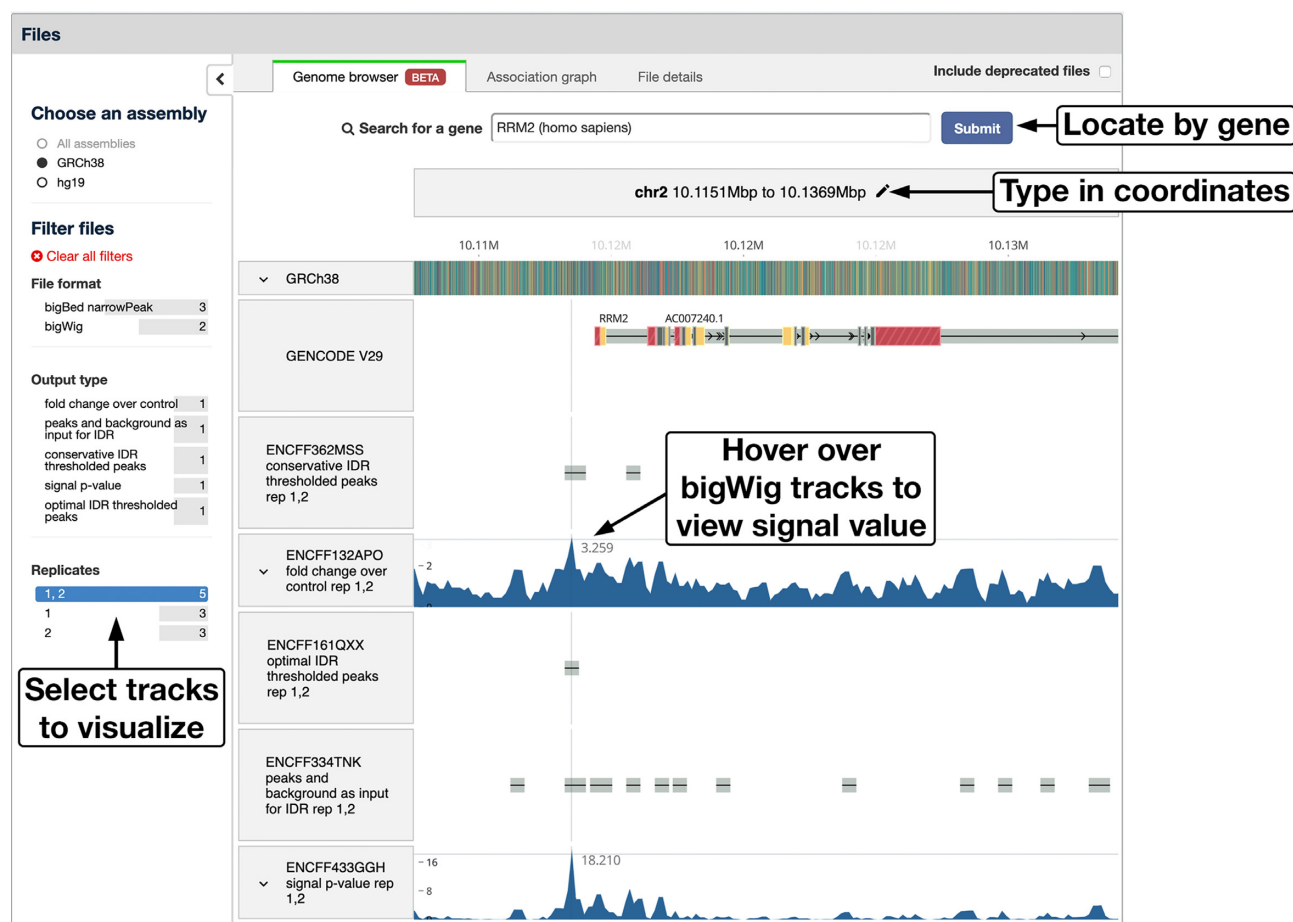 Files
Genome browser BETA
Association graph
File details
Include deprecated files
Choose an assembly
All assemblies
GRCh38
hg19
Filter files
Clear all filters
File format
bigBed narrowPeak 3
bigWig 2
Output type
fold change over control 1
peaks and background as
input for IDR 1
conservative IDR
thresholded peaks 1
signal p-value 1
optimal IDR thresholded
peaks 1
Replicates
1, 2 5
1 3
2 3
Select tracks
to visualize
Search for a gene RRM2 (homo sapiens) Submit
Locate by gene
chr2 10.1151Mbp to 10.1369Mbp
Type in coordinates
10.11M 10.12M 10.12M 10.12M 10.13M
GRCh38
GENCODE V29
RRM2 AC007240.1
ENCFF362MSS
conservative IDR
thresholded peaks
rep 1,2
Hover over
bigWig tracks to
view signal value
ENCFF132APO
fold change over
control rep 1,2
3.259
2
0
ENCFF161QXX
optimal IDR
thresholded peaks
rep 1,2
ENCFF334TNK
peaks and
background as input
for IDR rep 1,2
ENCFF433GGH
signal p-value rep
1,2
16
18.210
8
0